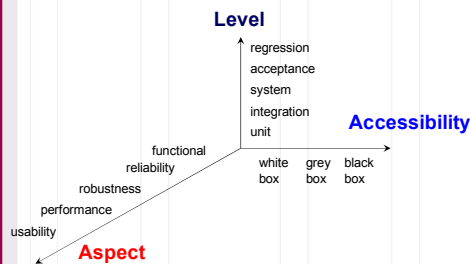 Level
regression
acceptance
system
integration
unit
Accessibility
white grey black
box box box
functional
reliability
robustness
performance
usability
Aspect